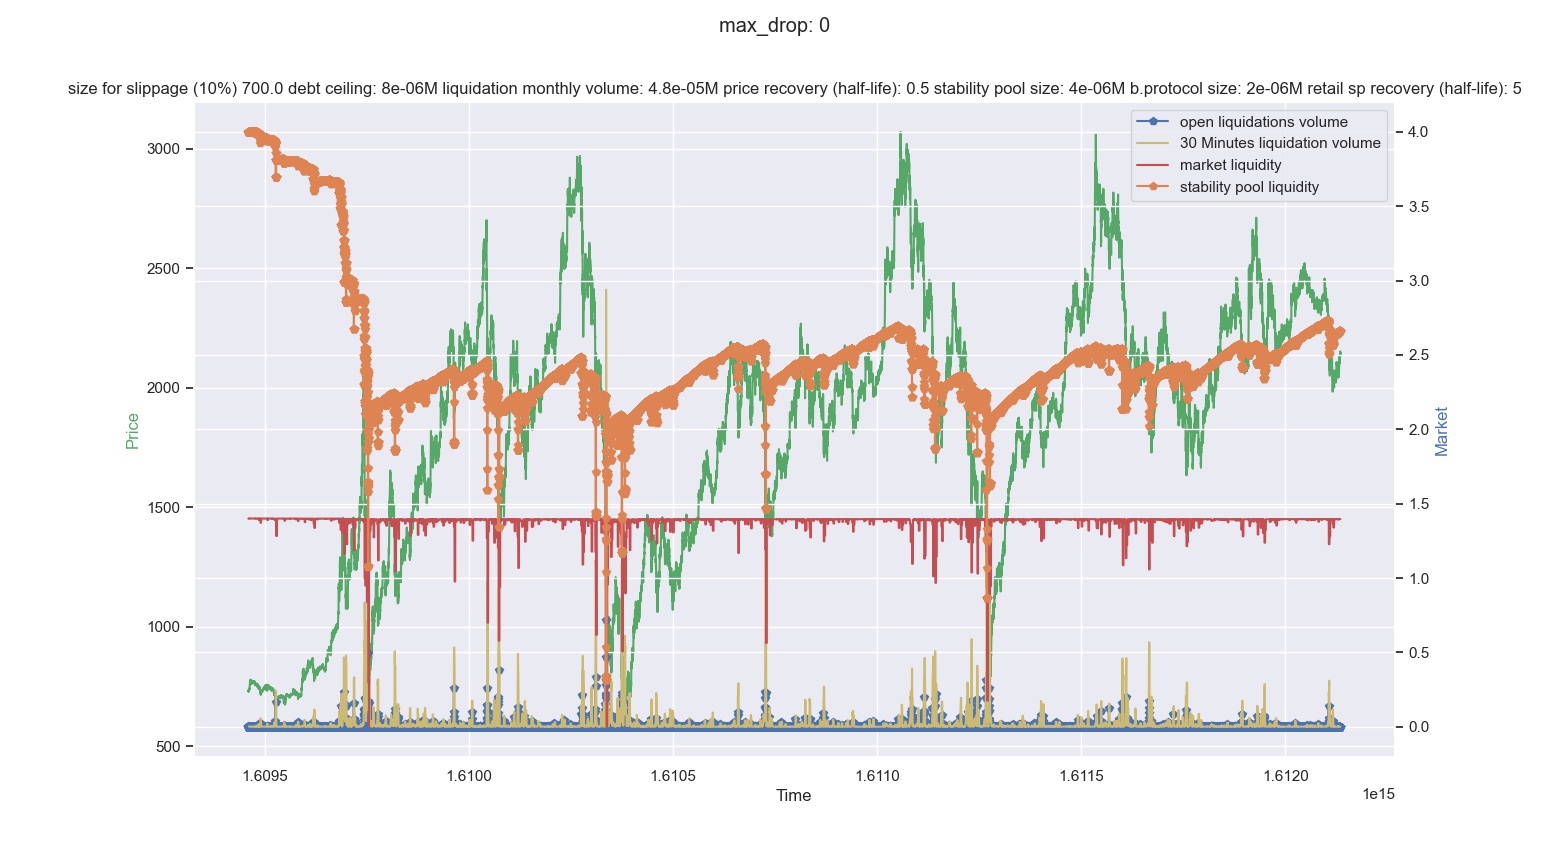 max_drop: 0
size for slippage (10%) 700.0 debt ceiling: 8e-06M liquidation monthly volume: 4.8e-05M price recovery (half-life): 0.5 stability pool size: 4e-06M b.protocol size: 2e-06M retail sp recovery (half-life): 5
open liquidations volume
30 Minutes liquidation volume
market liquidity
stability pool liquidity
3000
2500
2000
1500
1000
500
Price
4.0
3.5
3.0
2.5
2.0
1.5
1.0
0.5
0.0
Market
1.6095
1.6100
1.6105
1.6110
1.6115
1.6120
1e15
Time